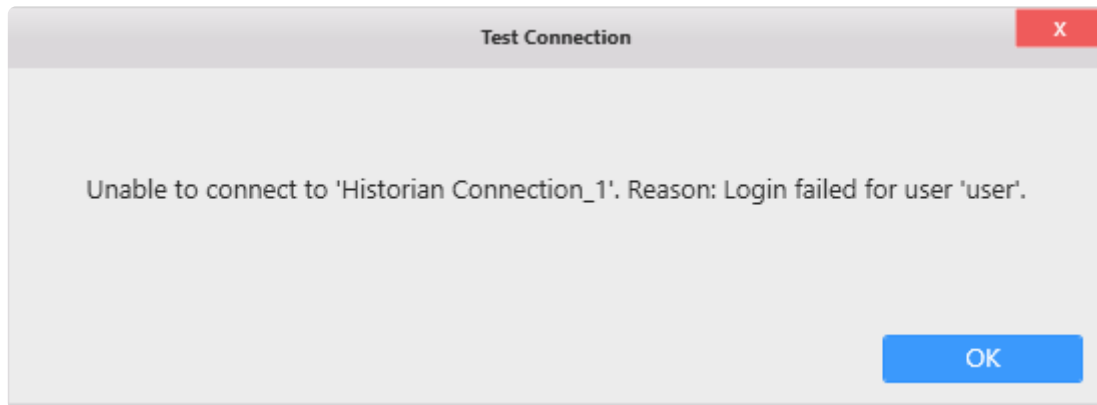 Test Connection
X
Unable to connect to 'Historian Connection_1'. Reason: Login failed for user 'user'.
OK